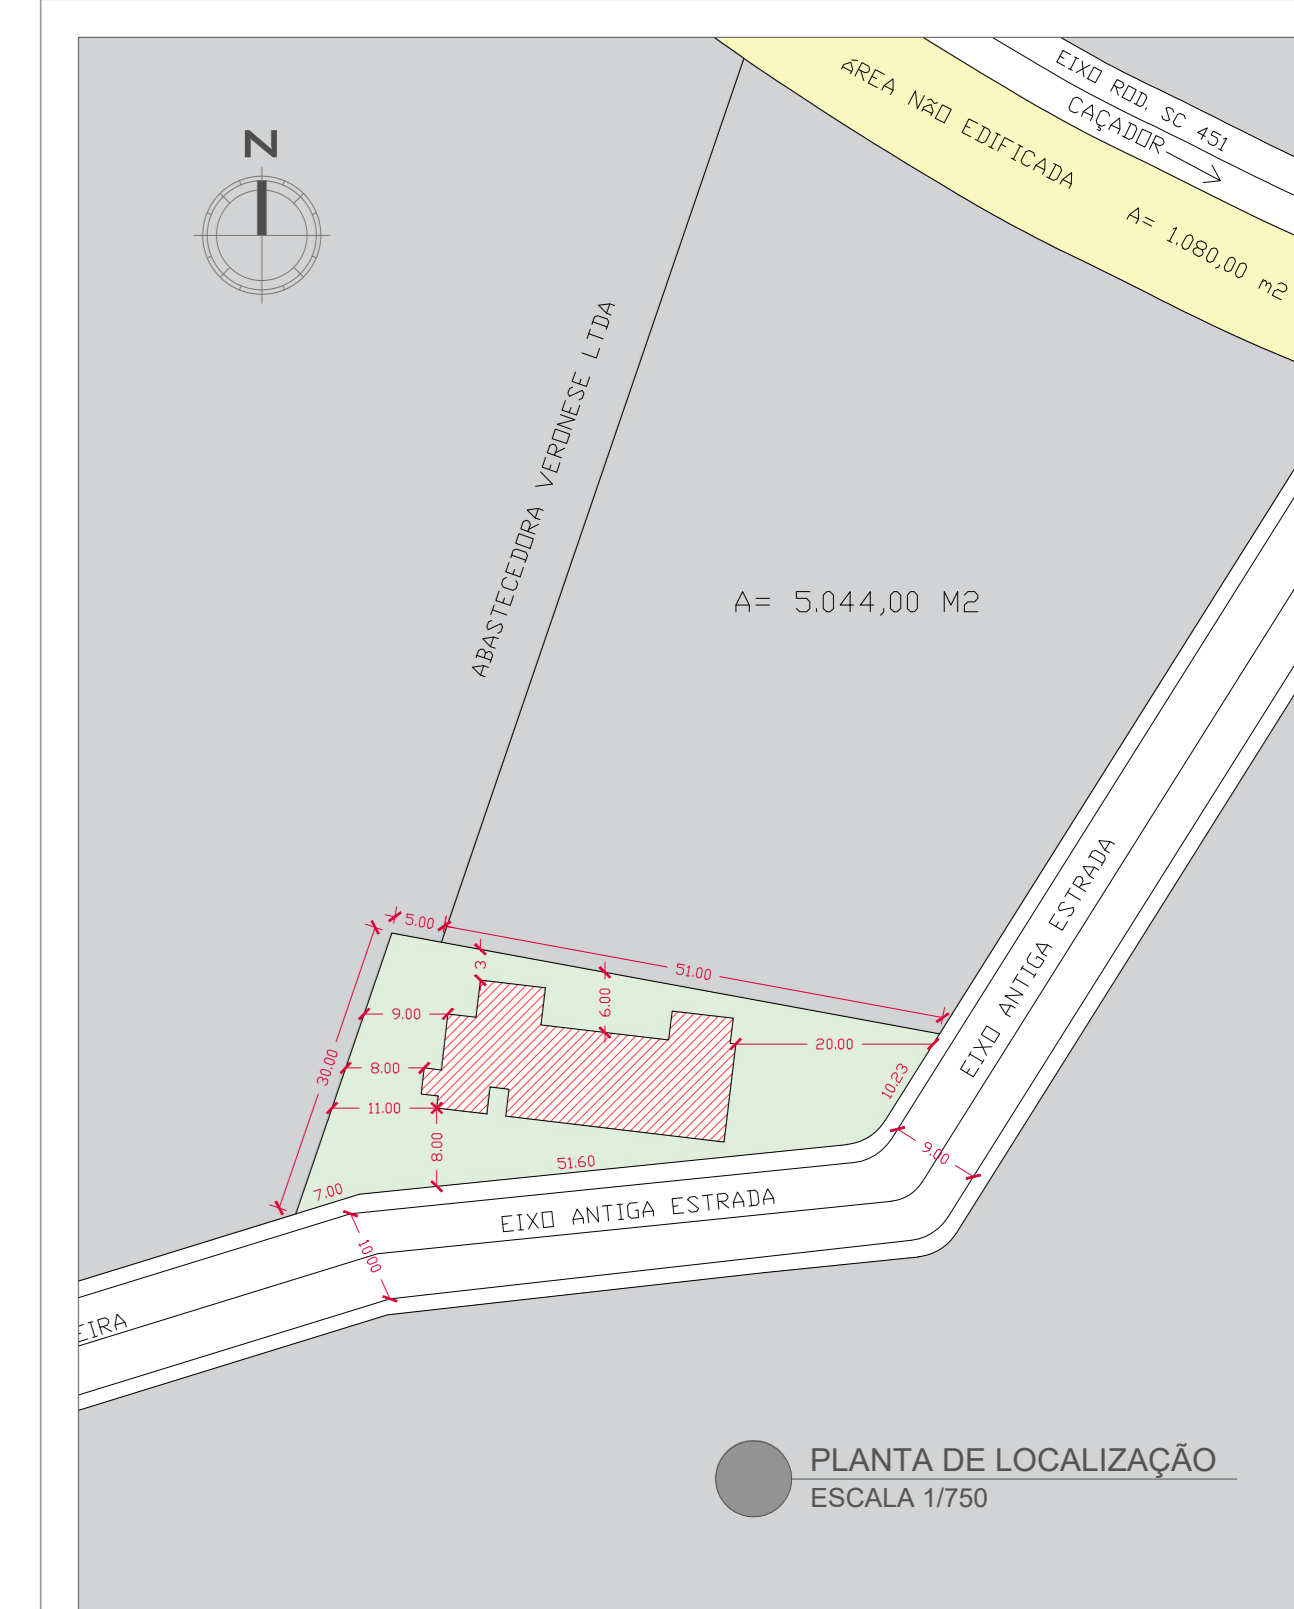 N
EIXO ROD. SC 451
CAÇADOR
ÁREA NÃO EDIFICADA
A= 1.080,00 m2
ABASTECEDORA VERONESE LTDA
A= 5.044,00 M2
5.00
51.00
3
6.00
9.00
30.00
8.00
20.00
11.00
10.23
8.00
51.60
9.00
7.00
EIXO ANTIGA ESTRADA
EIXO ANTIGA ESTRADA
10.00
EIRA
PLANTA DE LOCALIZAÇÃO
ESCALA 1/750